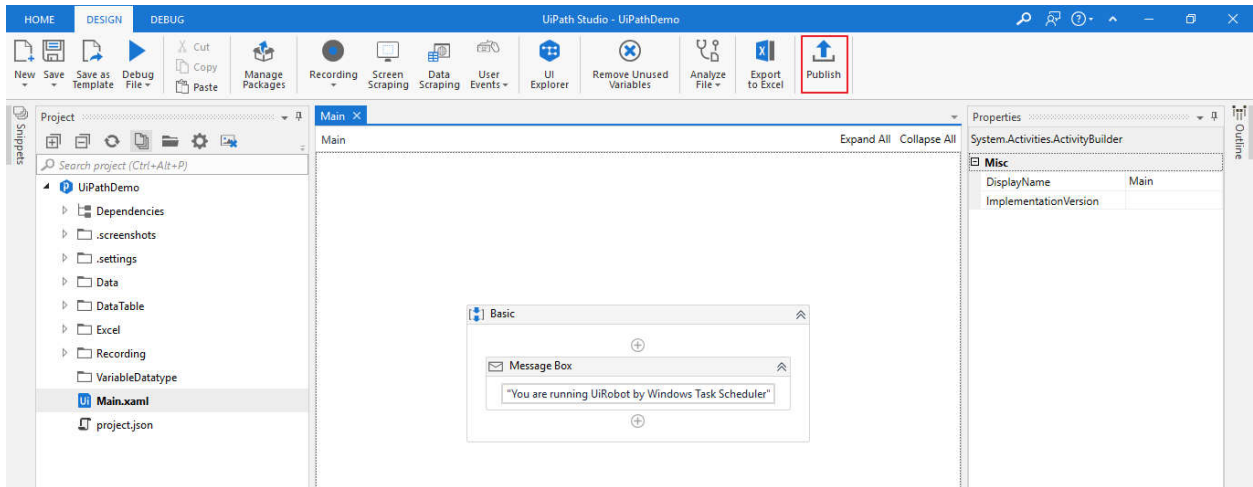 HOME DESIGN DEBUG UiPath Studio - UiPathDemo
New Save Save as Template Debug File Cut Copy Paste Manage Packages Recording Screen Scraping Data Scraping User Events UI Explorer Remove Unused Variables Analyze File Export to Excel Publish
Snippets
Project
Search project (Ctrl+Alt+P)
UiPathDemo
Dependencies
.screenshots
.settings
Data
DataTable
Excel
Recording
VariableDatatype
Main.xaml
project.json
Main
Main Expand All Collapse All
Basic
Message Box
"You are running UiRobot by Windows Task Scheduler"
Properties
System.Activities.ActivityBuilder
Misc
DisplayName Main
ImplementationVersion
Outline